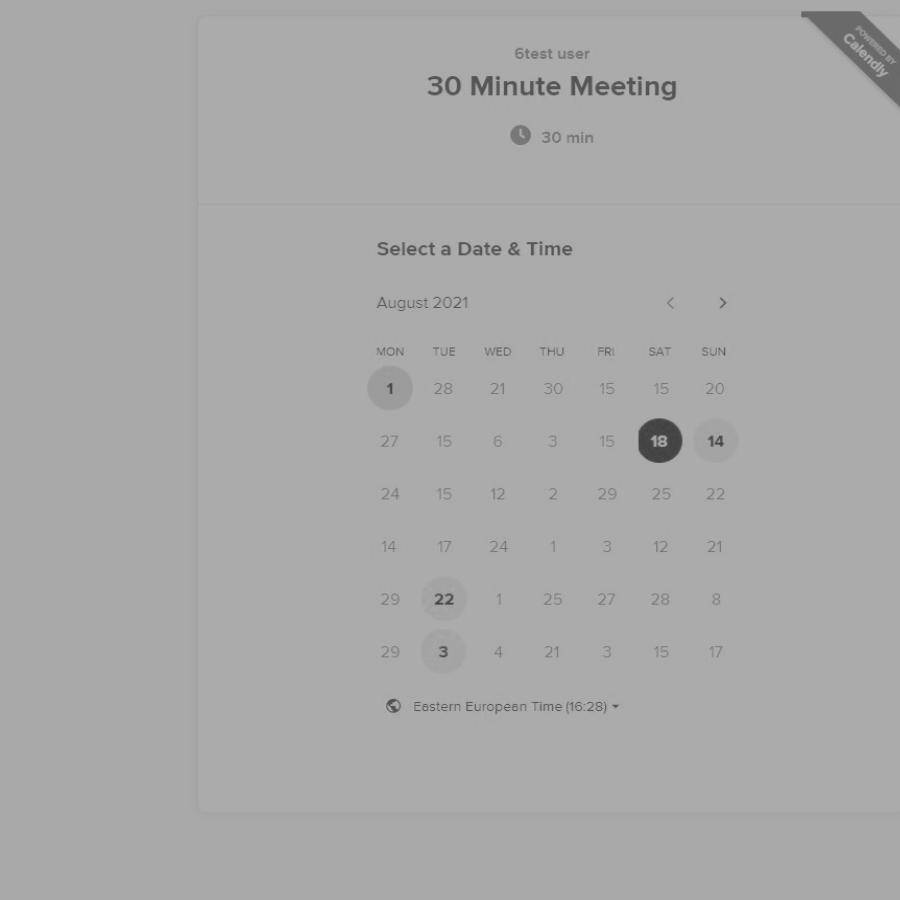 POWERED BY
Calendly
6test user
30 Minute Meeting
30 min
Select a Date & Time
August 2021
MON TUE WED THU FRI SAT SUN
1 28 21 30 15 15 20
27 15 6 3 15 18 14
24 15 12 2 29 25 22
14 17 24 1 3 12 21
29 22 1 25 27 28 8
29 3 4 21 3 15 17
Eastern European Time (16:28)